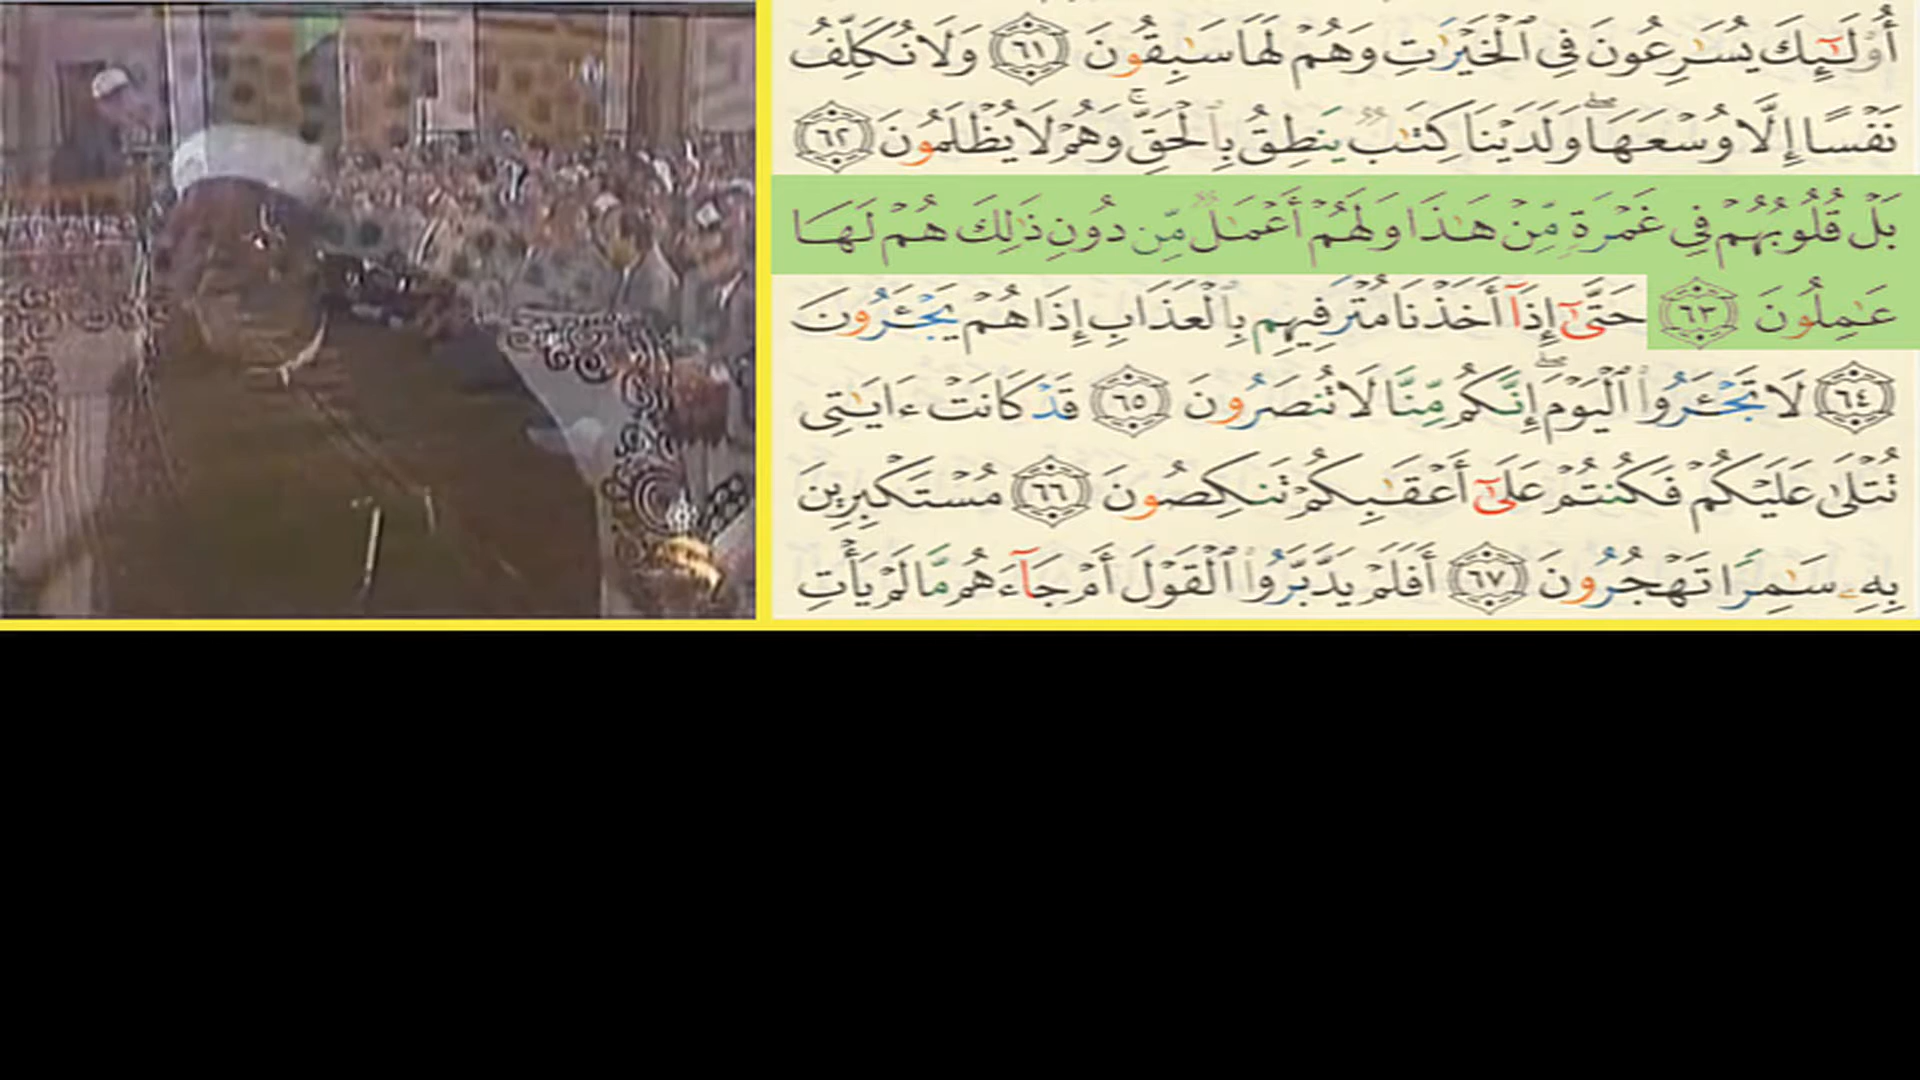 أُوْلَٰٓئِكَ يُسَٰرِعُونَ فِي ٱلْخَيْرَٰتِ وَهُمْ لَهَا سَٰبِقُونَ ٦١ وَلَا نُكَلِّفُ
نَفْسًا إِلَّا وُسْعَهَاۖ وَلَدَيْنَا كِتَٰبٌ يَنطِقُ بِٱلْحَقِّۚ وَهُمْ لَا يُظْلَمُونَ ٦٢
بَلْ قُلُوبُهُمْ فِي غَمْرَةٍ مِّنْ هَٰذَا وَلَهُمْ أَعْمَٰلٌ مِّن دُونِ ذَٰلِكَ هُمْ لَهَا
عَٰمِلُونَ ٦٣ حَتَّىٰٓ إِذَآ أَخَذْنَا مُتْرَفِيهِم بِٱلْعَذَابِ إِذَا هُمْ يَجْـَٔرُونَ
٦٤ لَا تَجْـَٔرُوا۟ ٱلْيَوْمَۖ إِنَّكُم مِّنَّا لَا تُنصَرُونَ ٦٥ قَدْ كَانَتْ ءَايَٰتِي
تُتْلَىٰ عَلَيْكُمْ فَكُنتُمْ عَلَىٰٓ أَعْقَٰبِكُمْ تَنكِصُونَ ٦٦ مُسْتَكْبِرِينَ
بِهِۦ سَٰمِرًا تَهْجُرُونَ ٦٧ أَفَلَمْ يَدَّبَّرُوا۟ ٱلْقَوْلَ أَمْ جَآءَهُم مَّا لَمْ يَأْتِ